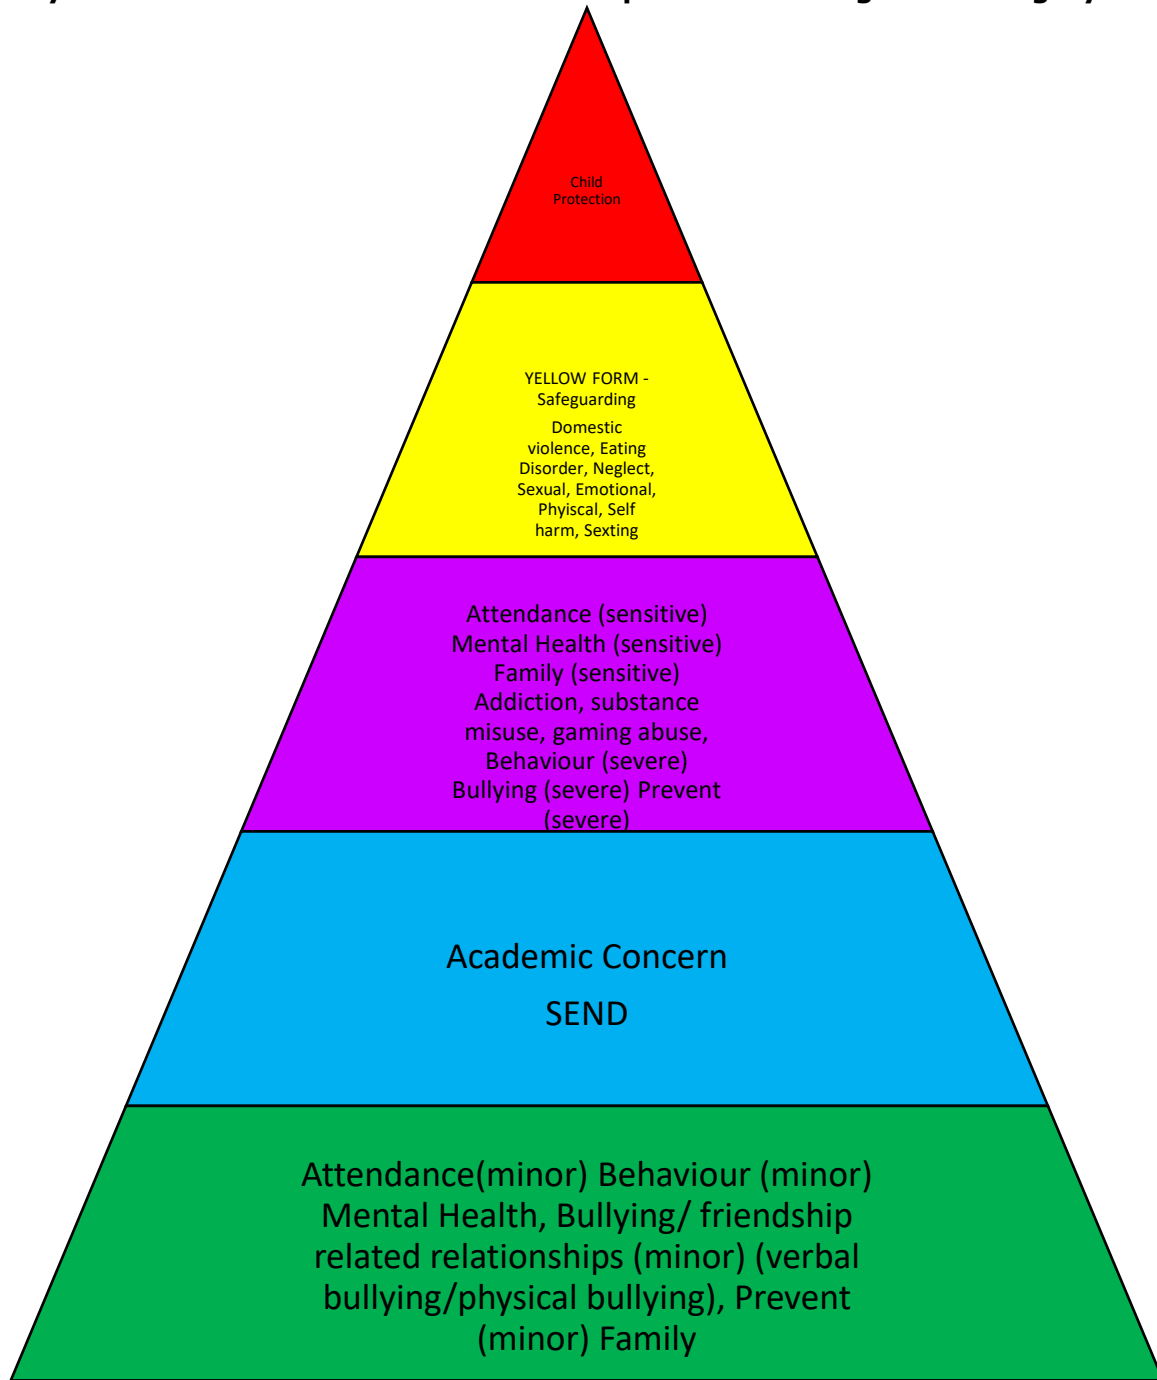 Child
Protection
YELLOW FORM -
Safeguarding
Domestic
violence, Eating
Disorder, Neglect,
Sexual, Emotional,
Phyiscal, Self
harm, Sexting
Attendance (sensitive)
Mental Health (sensitive)
Family (sensitive)
Addiction, substance
misuse, gaming abuse,
Behaviour (severe)
Bullying (severe) Prevent
(severe)
Academic Concern
SEND
Attendance(minor) Behaviour (minor)
Mental Health, Bullying/ friendship
related relationships (minor) (verbal
bullying/physical bullying), Prevent
(minor) Family